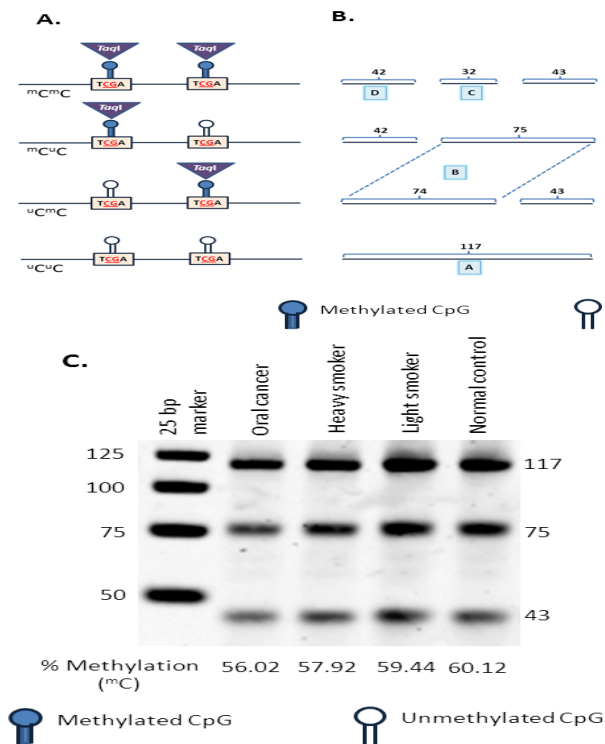 A.
B.
TaqI TaqI
TCGA TCGA
mCmC
42 32 43
D C
TaqI
TCGA TCGA
mCuC
42 75
B
TaqI
TCGA TCGA
uCmC
74 43
TCGA TCGA
uCuC
117
A
Methylated CpG
C.
25 bp marker
Oral cancer
Heavy smoker
Light smoker
Normal control
125
117
100
75
75
50
43
% Methylation (mC) 56.02 57.92 59.44 60.12
Methylated CpG
Unmethylated CpG